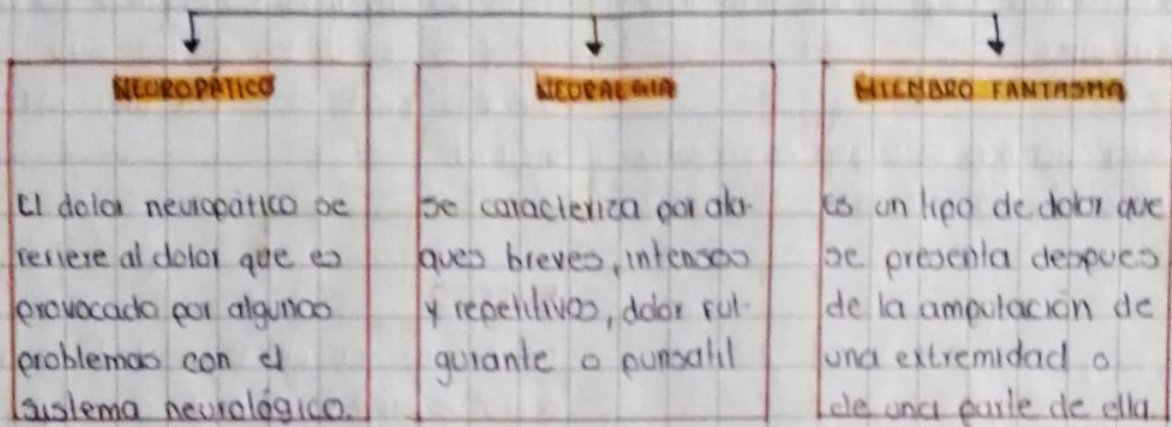 NEUROPÁTICO
El dolor neuropático se
refiere al dolor que es
provocado por algunos
problemas con el
sistema neurológico.
NEURALGIA
Se caracteriza por ata-
ques breves, intensos
y repetitivos, dolor ful-
gurante o punsatil
MIEMBRO FANTASMA
Es un tipo de dolor que
se presenta despues
de la amputación de
una extremidad o
de una parte de ella.